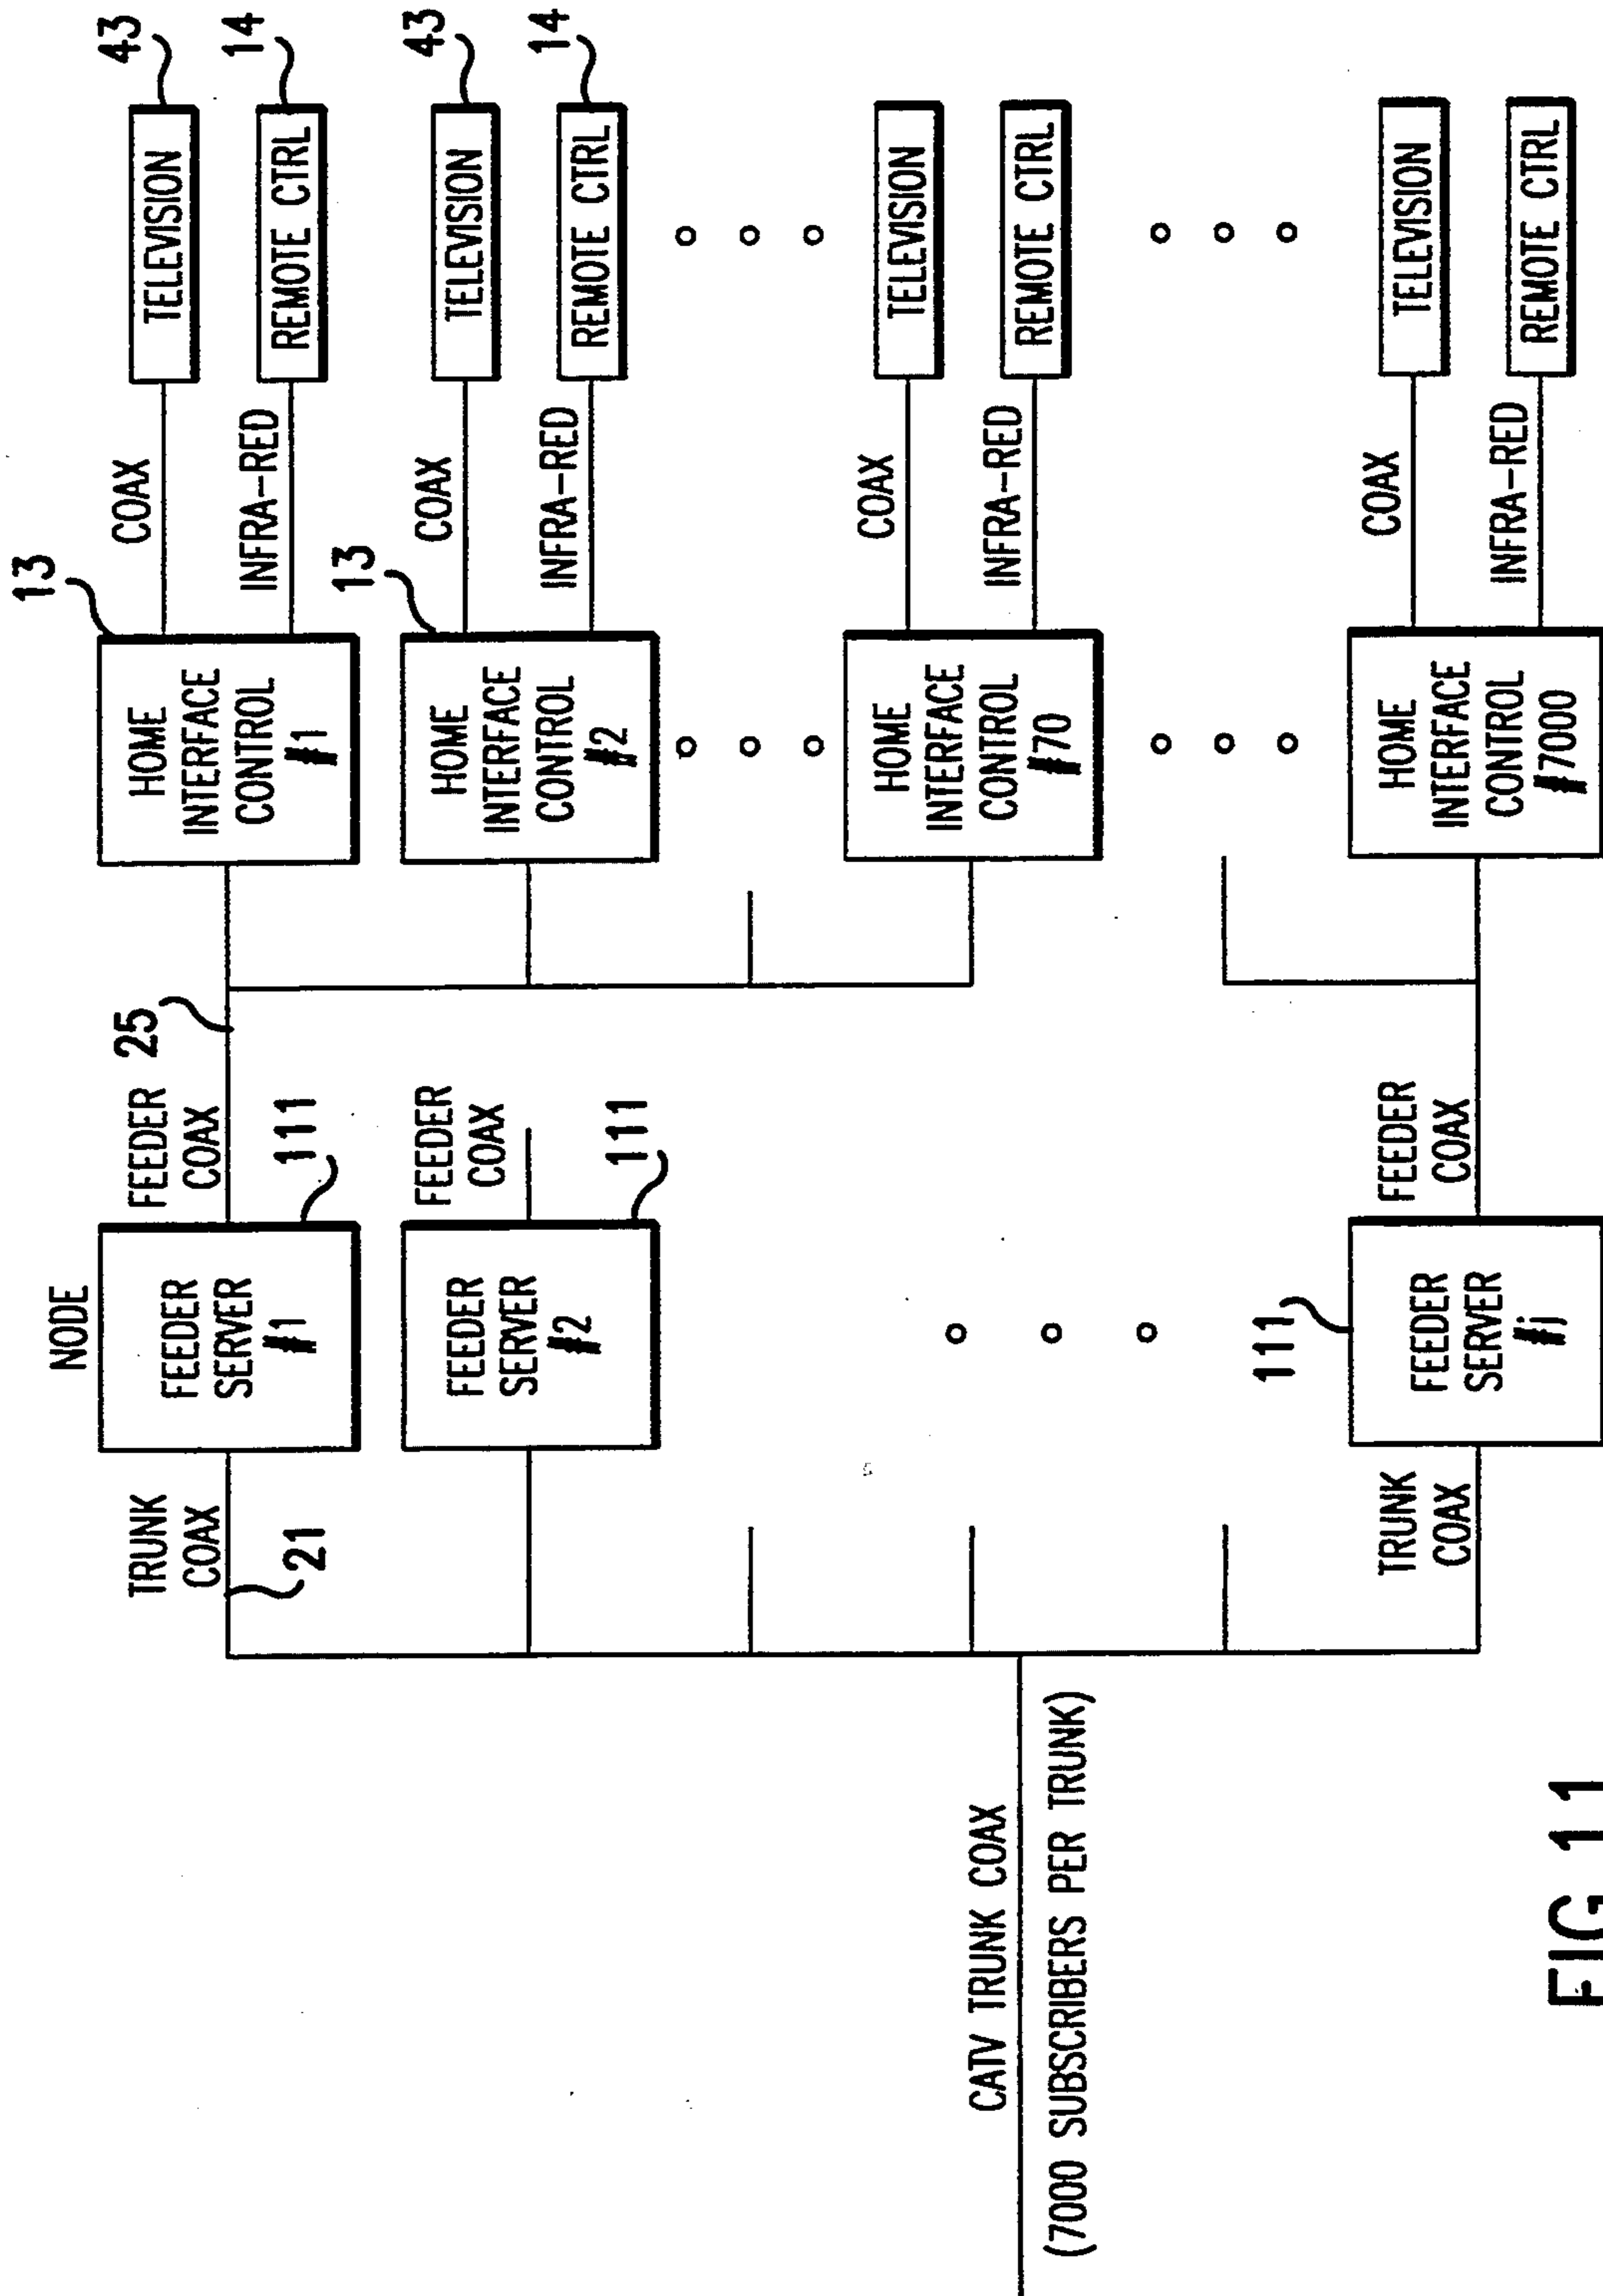 CATV TRUNK COAX
(7000 SUBSCRIBERS PER TRUNK)
TRUNK
COAX
21
NODE
FEEDER
SERVER
#1
111
FEEDER
COAX
25
HOME
INTERFACE
CONTROL
#1
13
COAX
INFRA-RED
TELEVISION
43
REMOTE CTRL
14
FEEDER
SERVER
#2
111
FEEDER
COAX
HOME
INTERFACE
CONTROL
#2
13
COAX
INFRA-RED
TELEVISION
43
REMOTE CTRL
14
HOME
INTERFACE
CONTROL
#70
COAX
INFRA-RED
TELEVISION
REMOTE CTRL
TRUNK
COAX
FEEDER
SERVER
#j
111
FEEDER
COAX
HOME
INTERFACE
CONTROL
#7000
COAX
INFRA-RED
TELEVISION
REMOTE CTRL
FIG 11